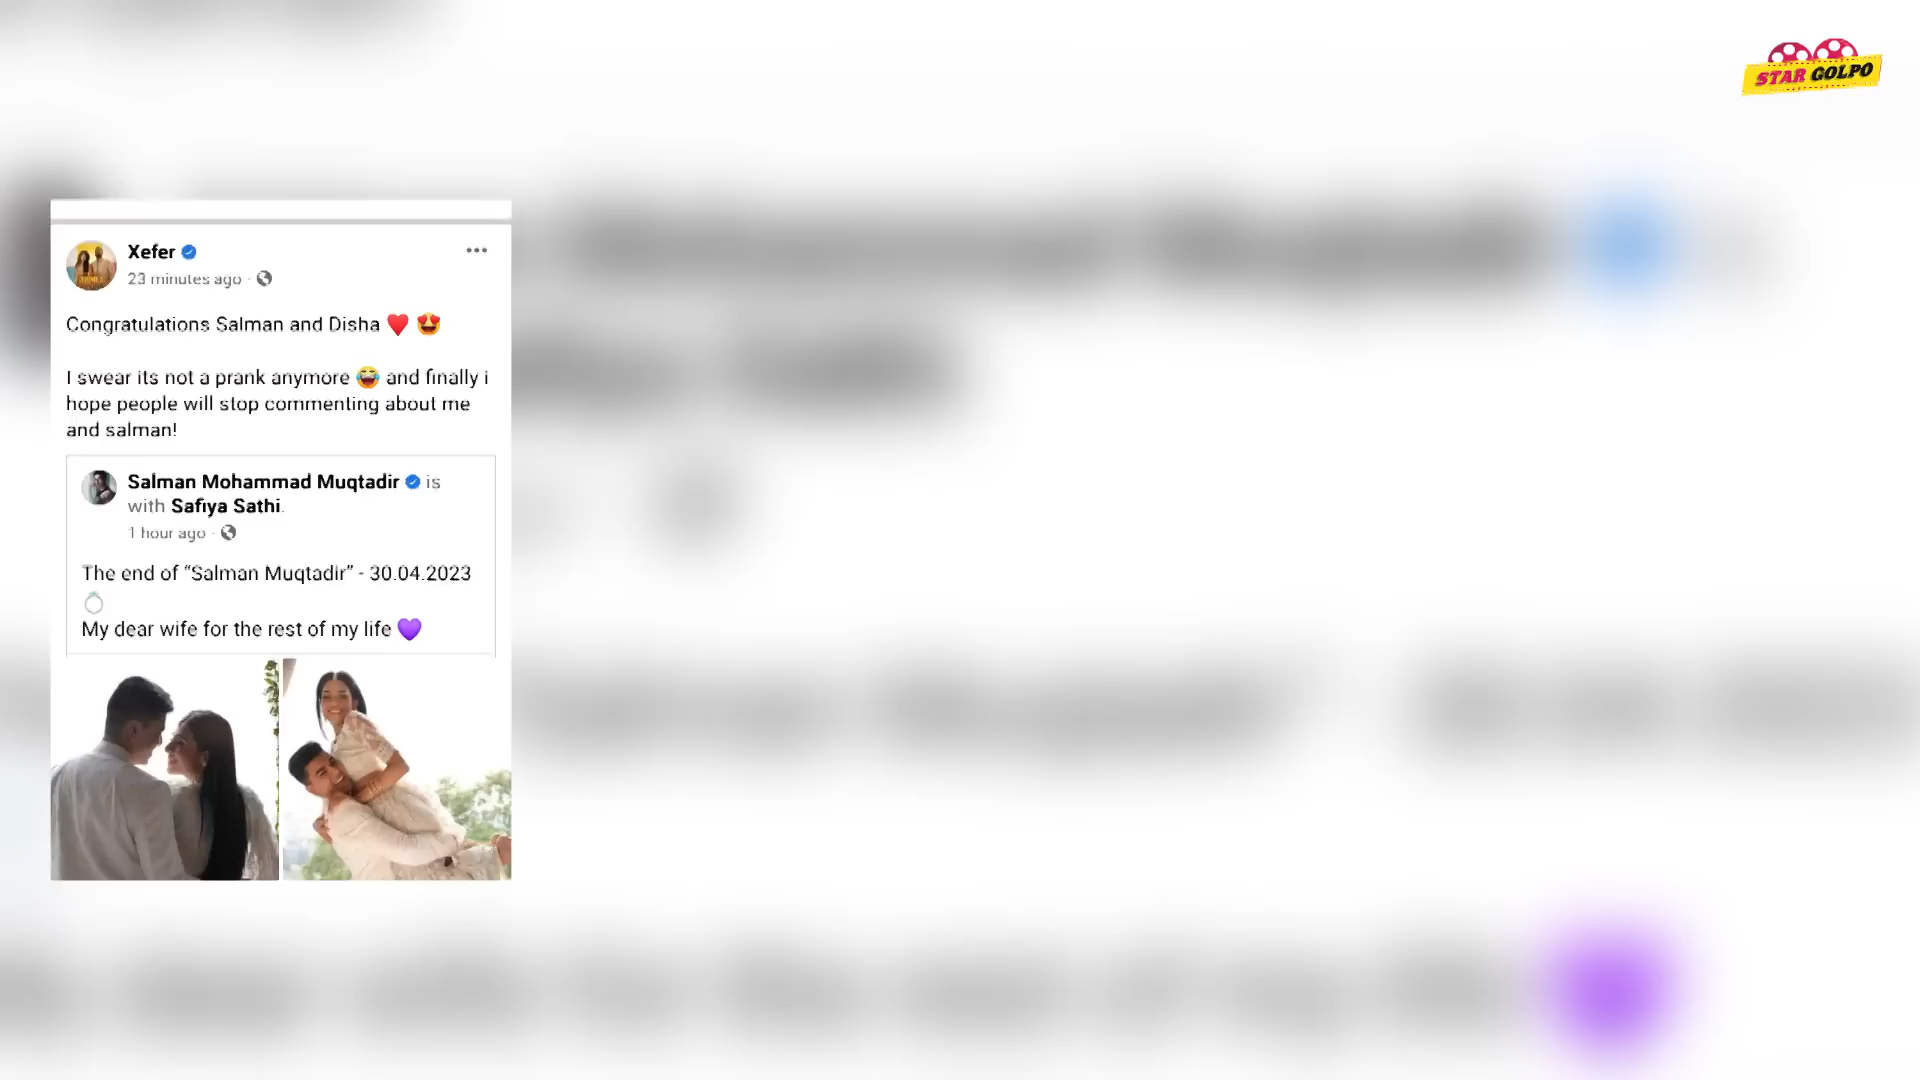 STAR GOLPO
Xefer
23 minutes ago ·
Congratulations Salman and Disha ❤️ 😍
I swear its not a prank anymore 😂 and finally i
hope people will stop commenting about me
and salman!
Salman Mohammad Muqtadir is
with Safiya Sathi.
1 hour ago ·
The end of “Salman Muqtadir” - 30.04.2023
💍
My dear wife for the rest of my life 💜